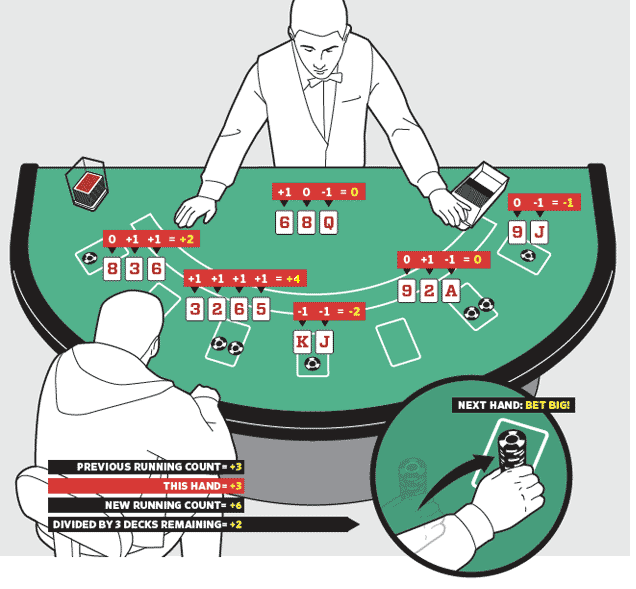 +1 0 -1 = 0
6 8 Q
0 -1 = -1
9 J
0 +1 +1 = +2
8 3 6
0 +1 -1 = 0
9 2 A
+1 +1 +1 +1 = +4
3 2 6 5
-1 -1 = -2
K J
NEXT HAND: BET BIG!
PREVIOUS RUNNING COUNT= +3
THIS HAND= +3
NEW RUNNING COUNT= +6
DIVIDED BY 3 DECKS REMAINING= +2